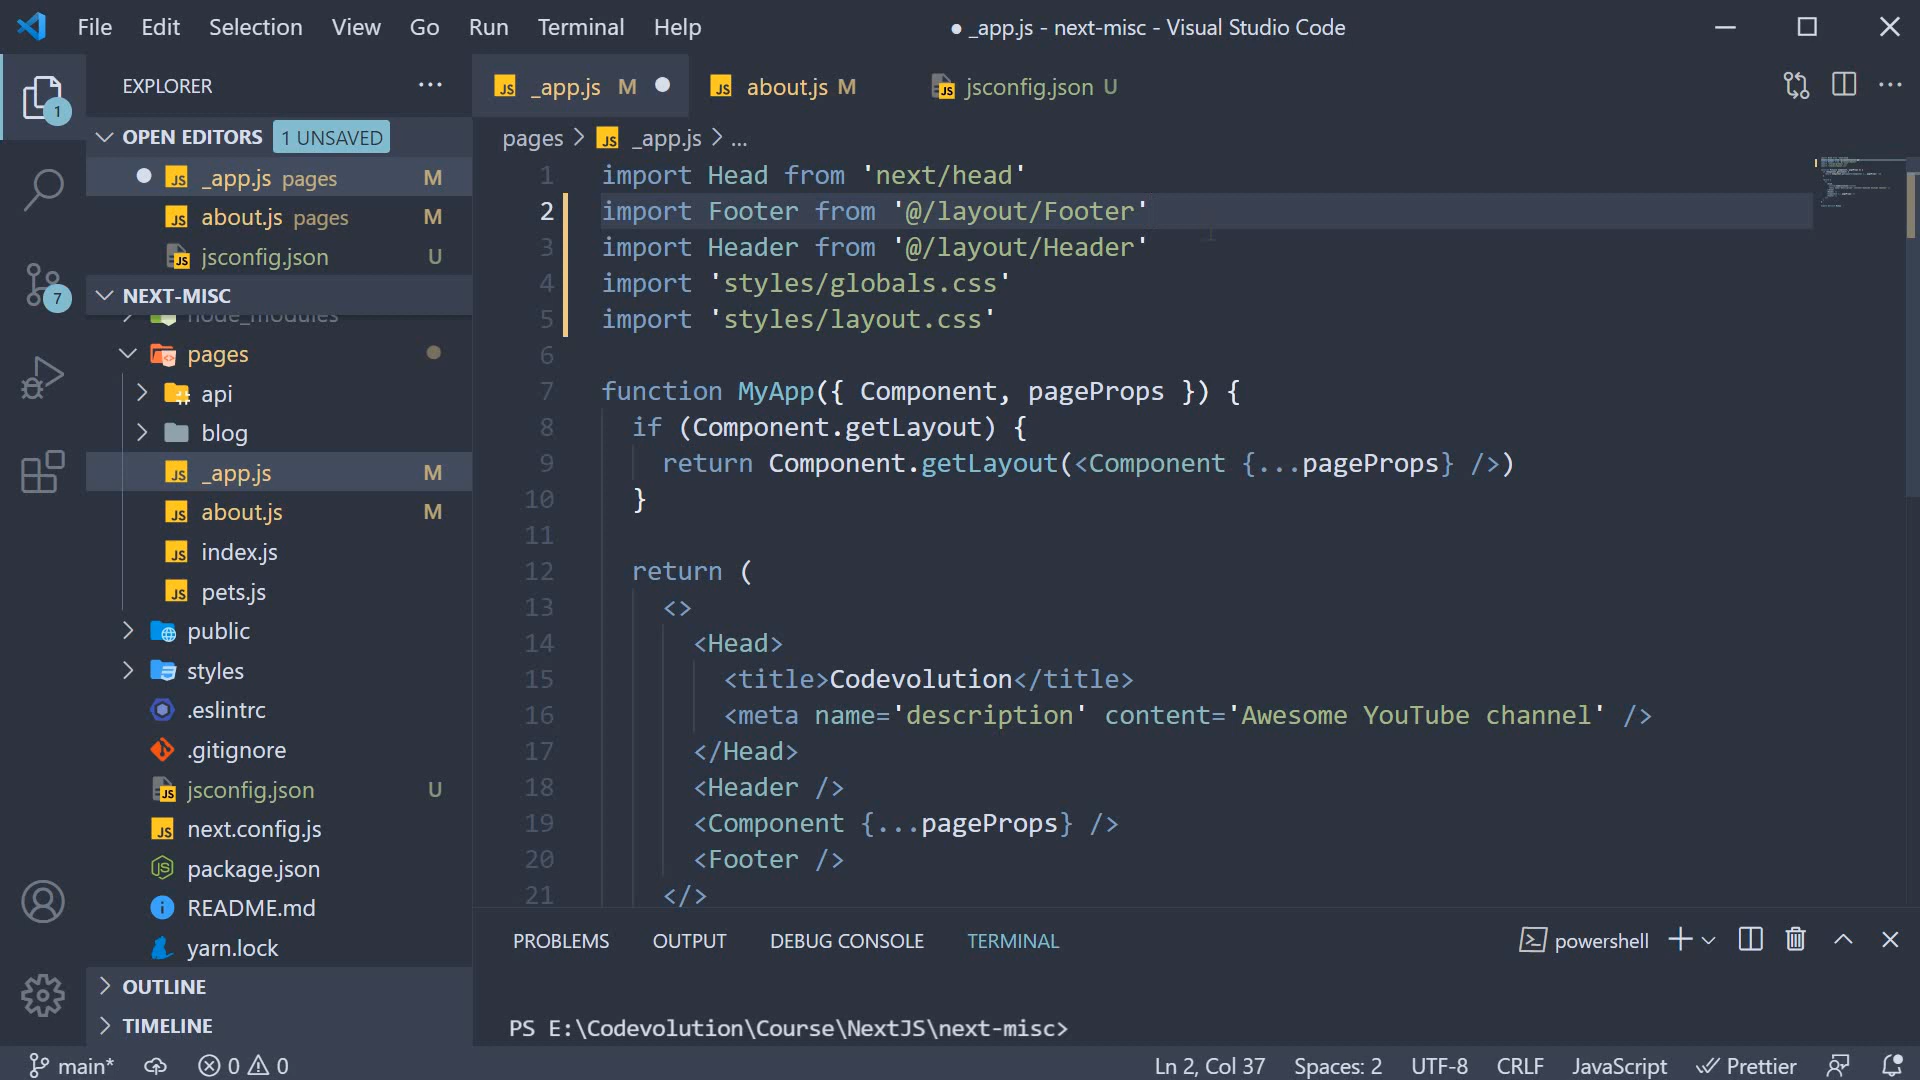 File Edit Selection View Go Run Terminal Help
● _app.js - next-misc - Visual Studio Code
EXPLORER
_app.js M
about.js M
jsconfig.json U
OPEN EDITORS 1 UNSAVED
_app.js pages M
about.js pages M
jsconfig.json U
NEXT-MISC
node_modules
pages
api
blog
_app.js M
about.js M
index.js
pets.js
public
styles
.eslintrc
.gitignore
jsconfig.json U
next.config.js
package.json
README.md
yarn.lock
OUTLINE
TIMELINE
1
7
pages > _app.js > ...
1 import Head from 'next/head'
2 import Footer from '@/layout/Footer'
3 import Header from '@/layout/Header'
4 import 'styles/globals.css'
5 import 'styles/layout.css'
6
7 function MyApp({ Component, pageProps }) {
8 if (Component.getLayout) {
9 return Component.getLayout(<Component {...pageProps} />)
10 }
11
12 return (
13 <>
14 <Head>
15 <title>Codevolution</title>
16 <meta name='description' content='Awesome YouTube channel' />
17 </Head>
18 <Header />
19 <Component {...pageProps} />
20 <Footer />
21 </>
PROBLEMS OUTPUT DEBUG CONSOLE TERMINAL
powershell
PS E:\Codevolution\Course\NextJS\next-misc>
main* 0 0
Ln 2, Col 37 Spaces: 2 UTF-8 CRLF JavaScript Prettier